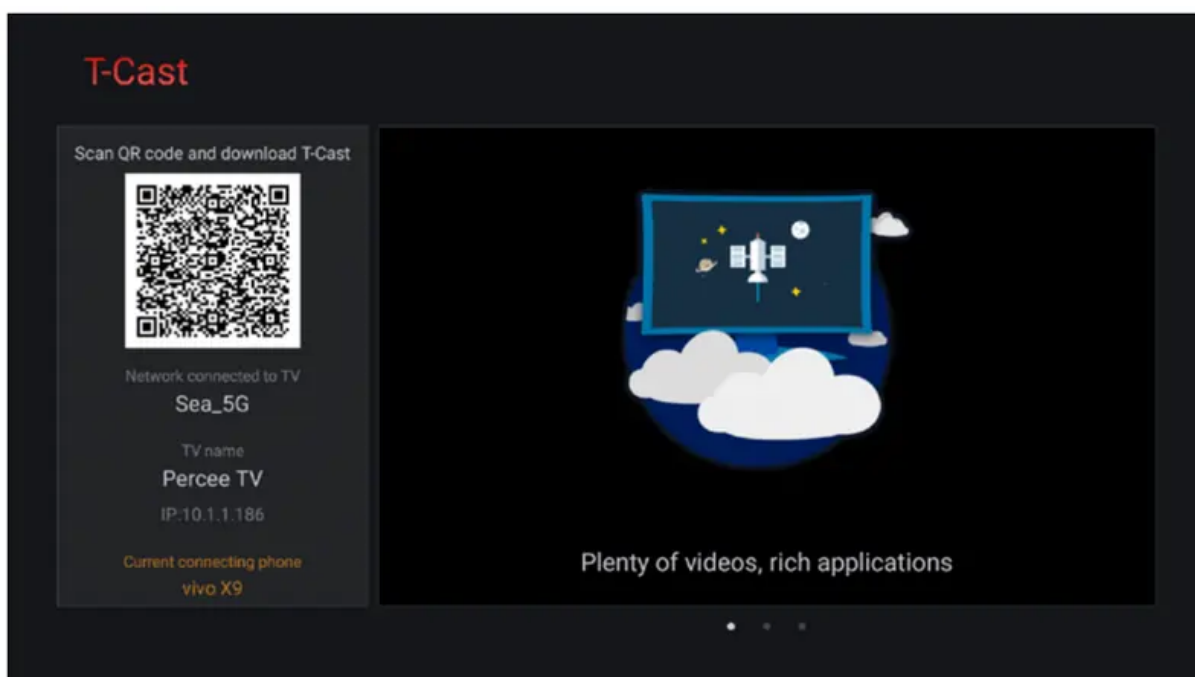 T-Cast
Scan QR code and download T-Cast
Network connected to TV
Sea_5G
TV name
Percee TV
IP:10.1.1.186
Current connecting phone
vivo X9
Plenty of videos, rich applications